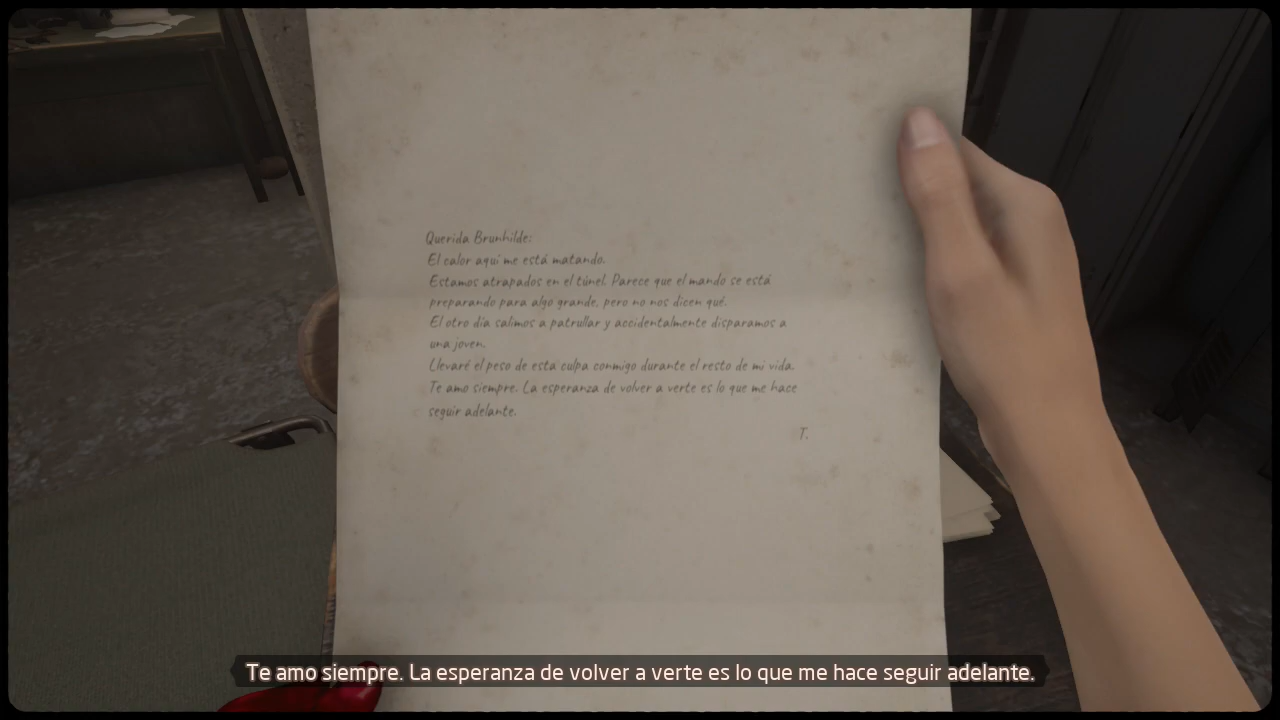 Querida Brunhilde:
El calor aquí me está matando.
Estamos atrapados en el túnel. Parece que el mando se está
preparando para algo grande, pero no nos dicen qué.
El otro día salimos a patrullar y accidentalmente disparamos a
una joven.
Llevaré el peso de esta culpa conmigo durante el resto de mi vida.
Te amo siempre. La esperanza de volver a verte es lo que me hace
seguir adelante.
T.
Te amo siempre. La esperanza de volver a verte es lo que me hace seguir adelante.